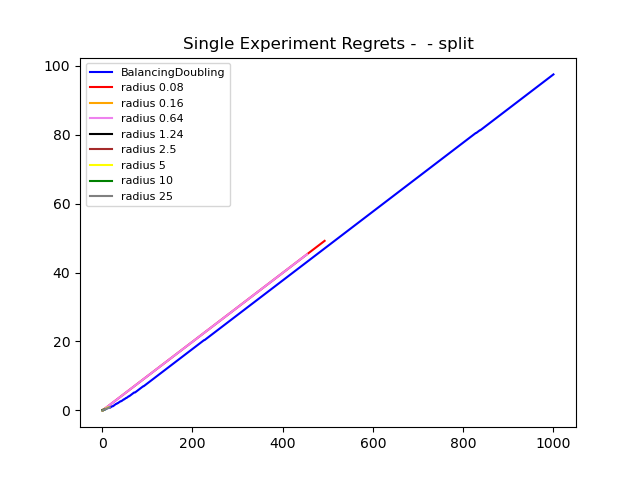 Single Experiment Regrets -  - split
100
80
60
40
20
0
BalancingDoubling
radius 0.08
radius 0.16
radius 0.64
radius 1.24
radius 2.5
radius 5
radius 10
radius 25
0 200 400 600 800 1000